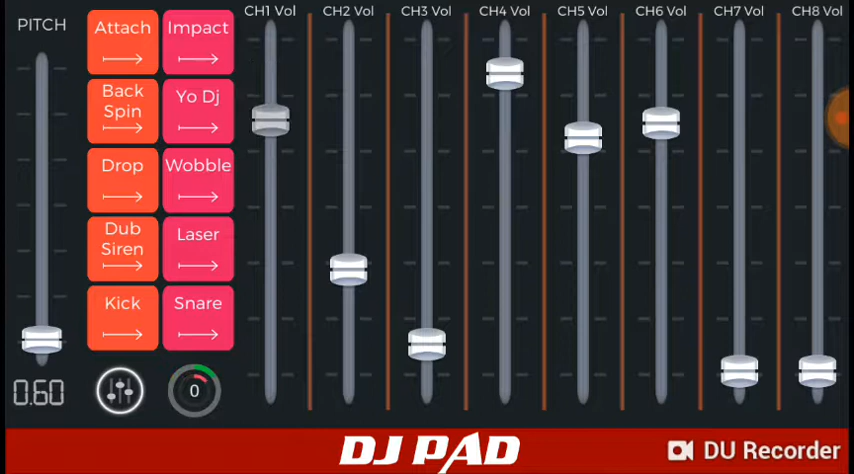 PITCH
Attach
Impact
Back
Spin
Yo Dj
Drop
Wobble
Dub
Siren
Laser
Kick
Snare
0.60
0
CH1 Vol
CH2 Vol
CH3 Vol
CH4 Vol
CH5 Vol
CH6 Vol
CH7 Vol
CH8 Vol
DJ PAD
DU Recorder